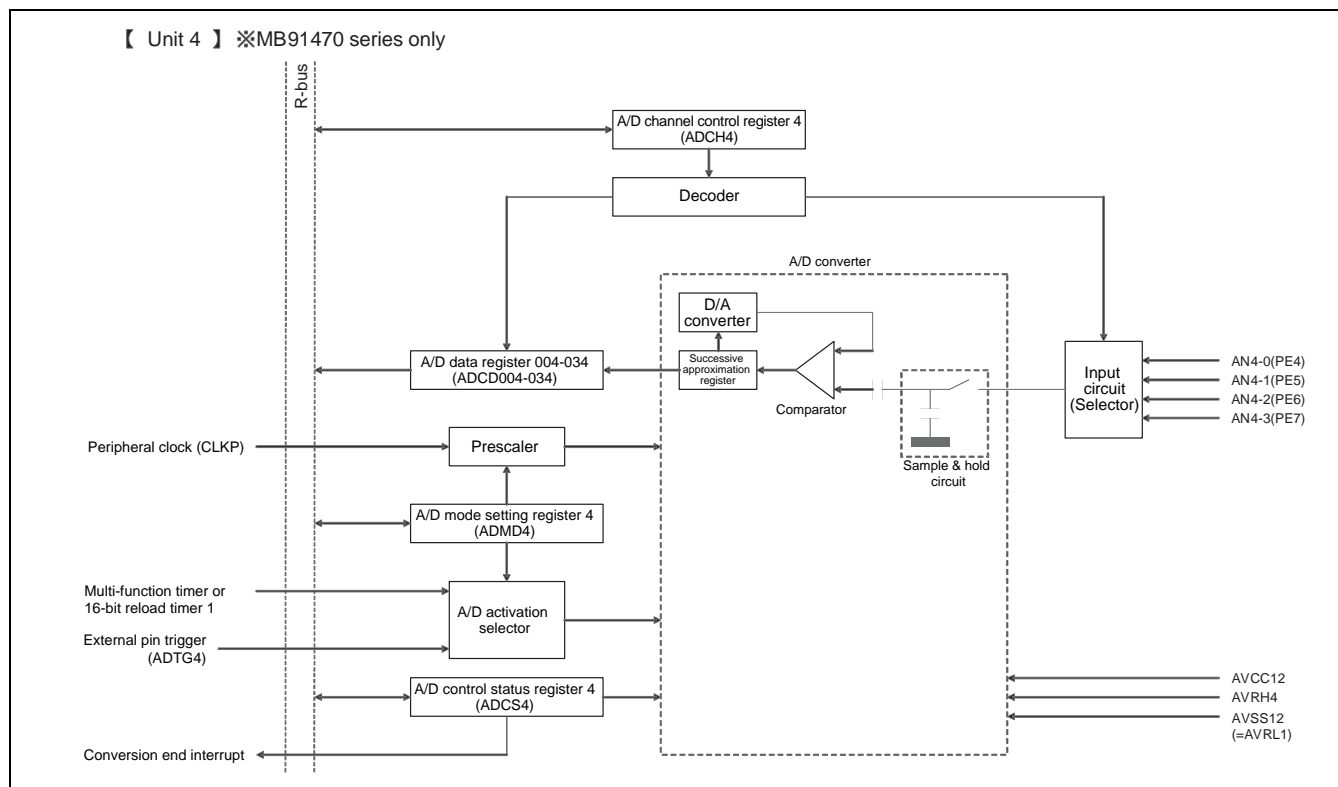 【 Unit 4 】 ※MB91470 series only
R-bus
A/D channel control register 4
(ADCH4)
Decoder
A/D converter
D/A
converter
A/D data register 004-034
(ADCD004-034)
Successive
approximation
register
Comparator
Sample & hold
circuit
Input
circuit
(Selector)
AN4-0(PE4)
AN4-1(PE5)
AN4-2(PE6)
AN4-3(PE7)
Peripheral clock (CLKP)
Prescaler
A/D mode setting register 4
(ADMD4)
Multi-function timer or
16-bit reload timer 1
A/D activation
selector
External pin trigger
(ADTG4)
A/D control status register 4
(ADCS4)
AVCC12
AVRH4
AVSS12
(=AVRL1)
Conversion end interrupt